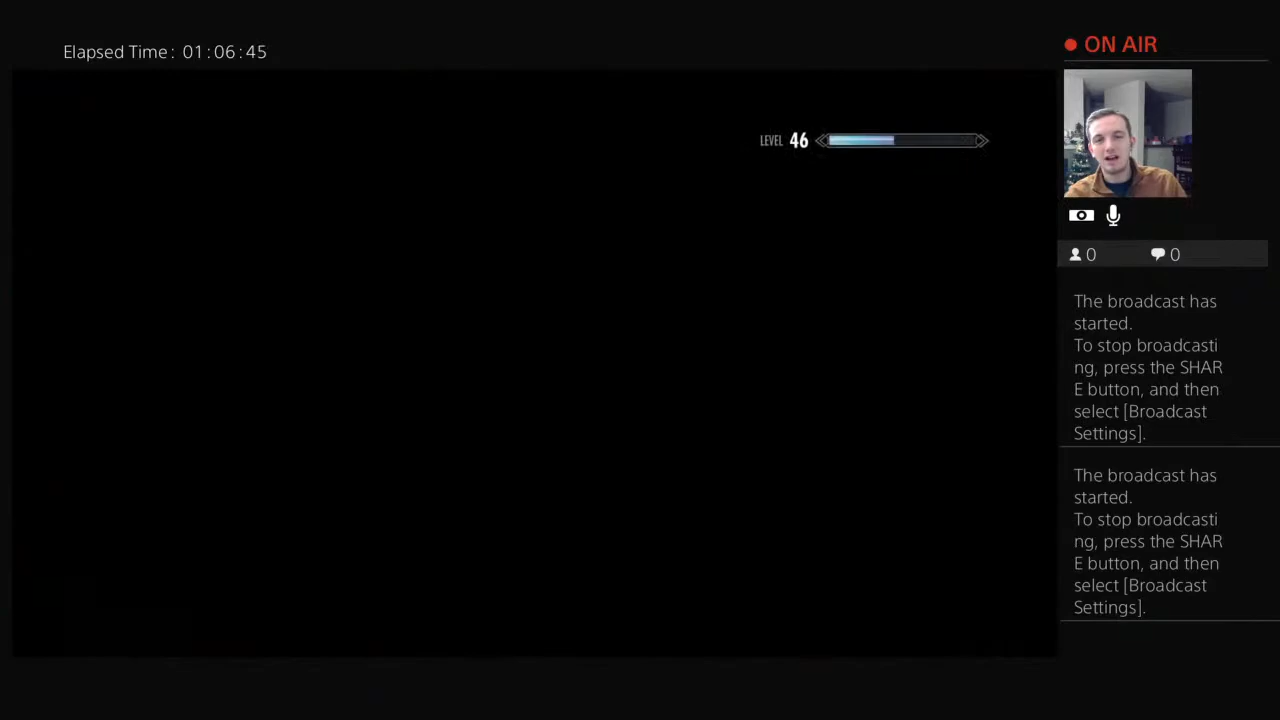 Elapsed Time: 01:06:45
ON AIR
LEVEL 46
0
0
The broadcast has
started.
To stop broadcasti
ng, press the SHAR
E button, and then
select [Broadcast
Settings].
The broadcast has
started.
To stop broadcasti
ng, press the SHAR
E button, and then
select [Broadcast
Settings].